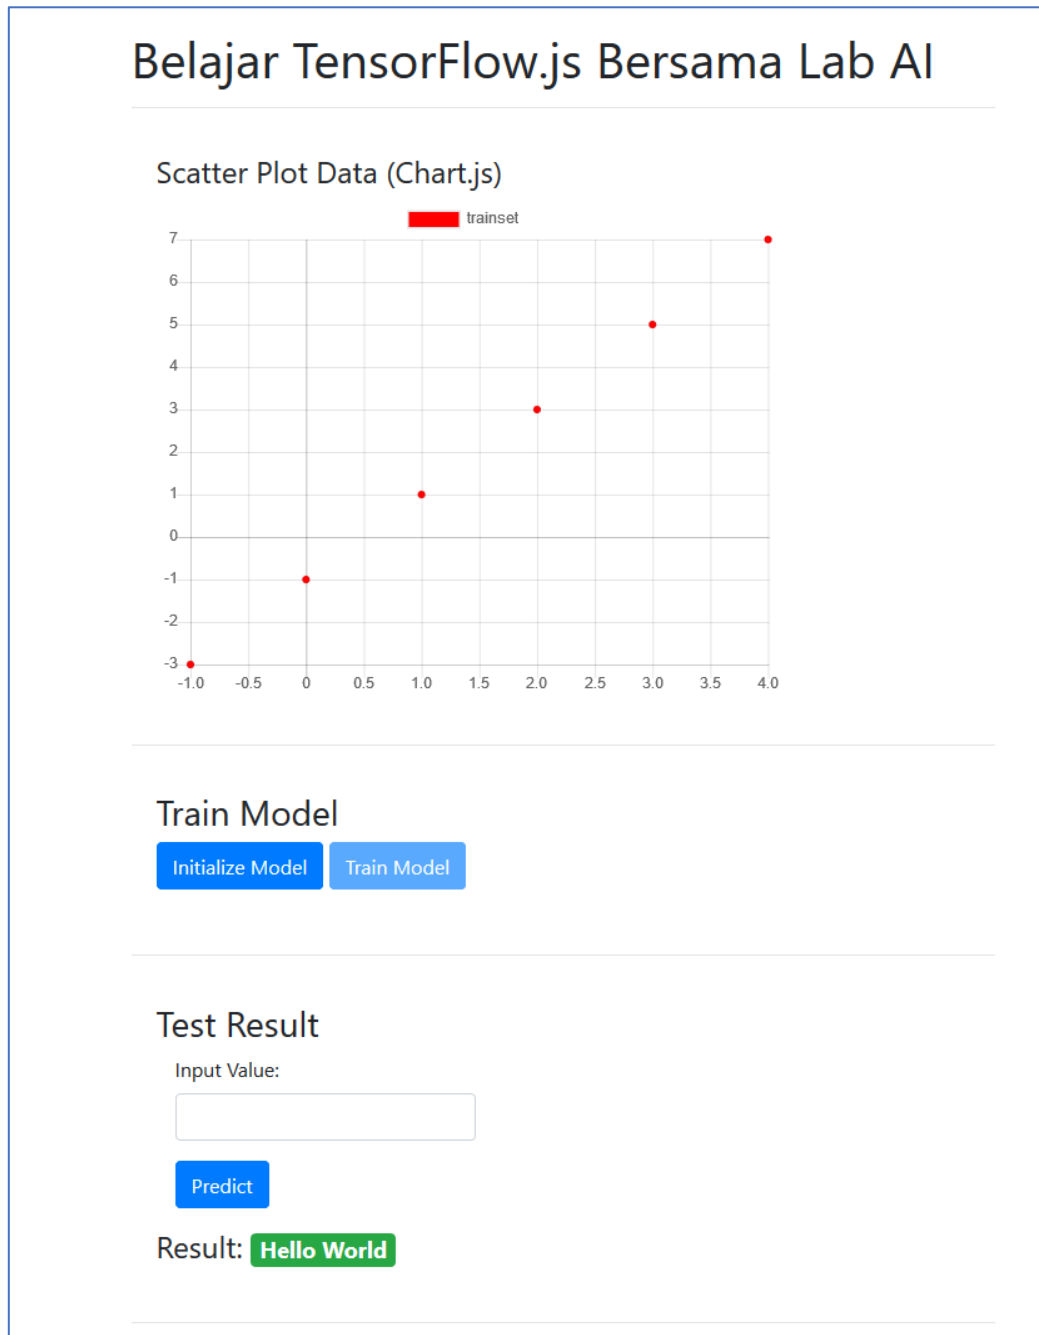 Belajar TensorFlow.js Bersama Lab AI
Scatter Plot Data (Chart.js)
trainset
7
6
5
4
3
2
1
0
-1
-2
-3
-1.0 -0.5 0 0.5 1.0 1.5 2.0 2.5 3.0 3.5 4.0
Train Model
Initialize Model Train Model
Test Result
Input Value:
Predict
Result: Hello World